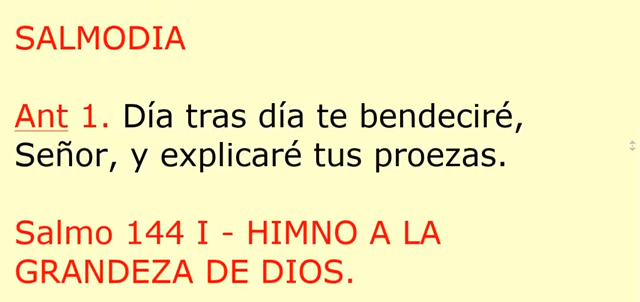 SALMODIA
Ant 1. Día tras día te bendeciré,
Señor, y explicaré tus proezas.
Salmo 144 I - HIMNO A LA
GRANDEZA DE DIOS.